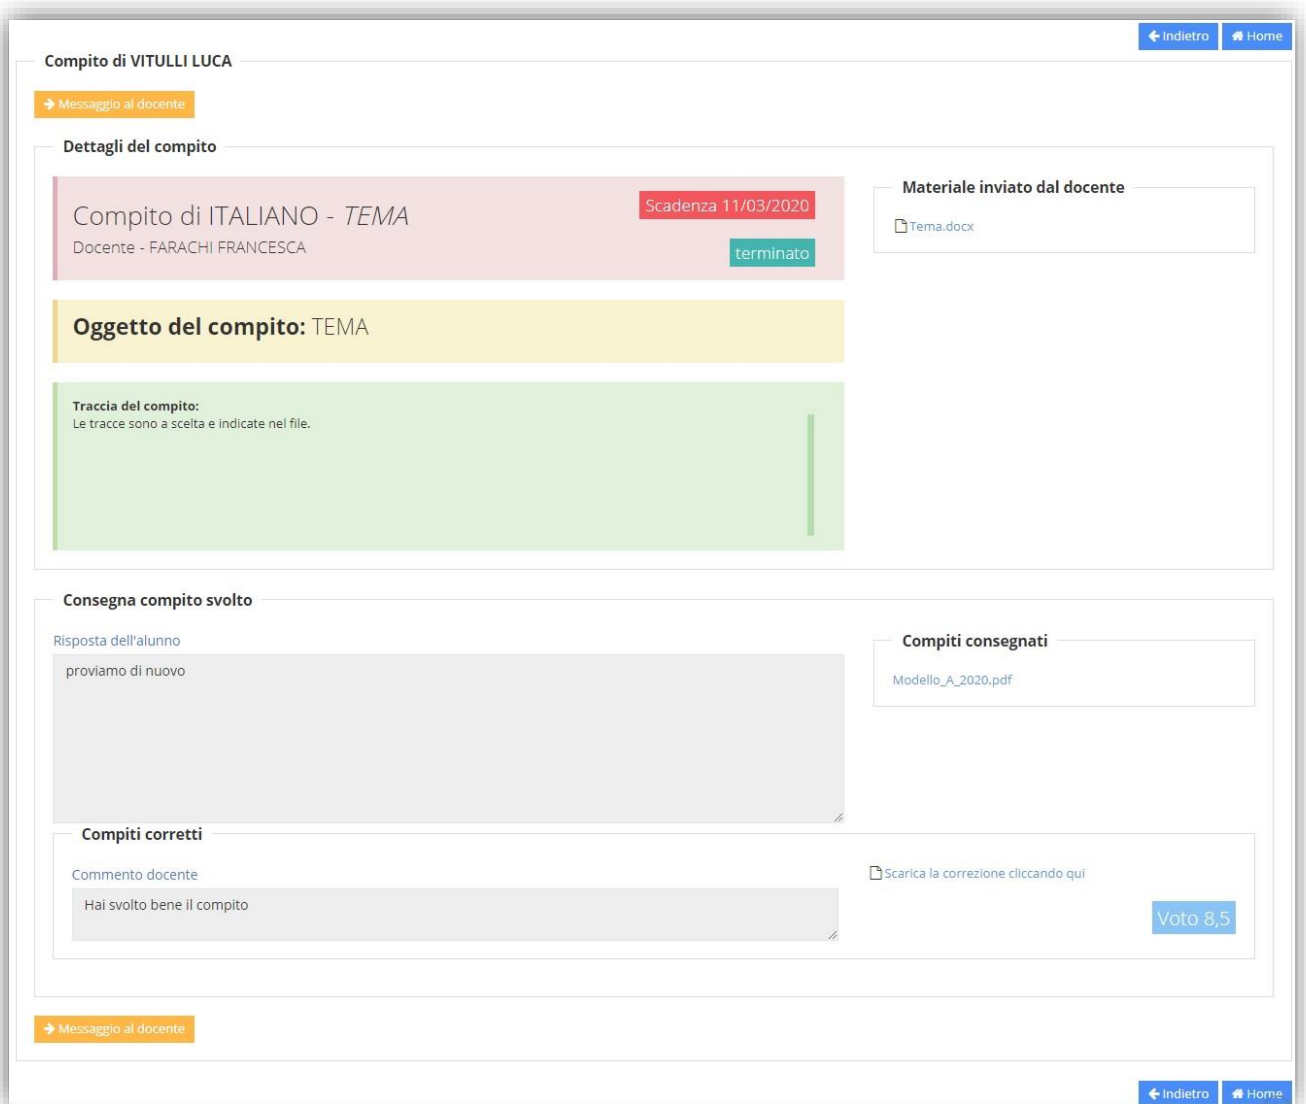 Indietro
Home
Compito di VITULLI LUCA
Messaggio al docente
Dettagli del compito
Compito di ITALIANO - TEMA
Docente - FARACHI FRANCESCA
Scadenza 11/03/2020
terminato
Materiale inviato dal docente
Tema.docx
Oggetto del compito: TEMA
Traccia del compito:
Le tracce sono a scelta e indicate nel file.
Consegna compito svolto
Risposta dell'alunno
proviamo di nuovo
Compiti consegnati
Modello_A_2020.pdf
Compiti corretti
Commento docente
Hai svolto bene il compito
Scarica la correzione cliccando qui
Voto 8,5
Messaggio al docente
Indietro
Home